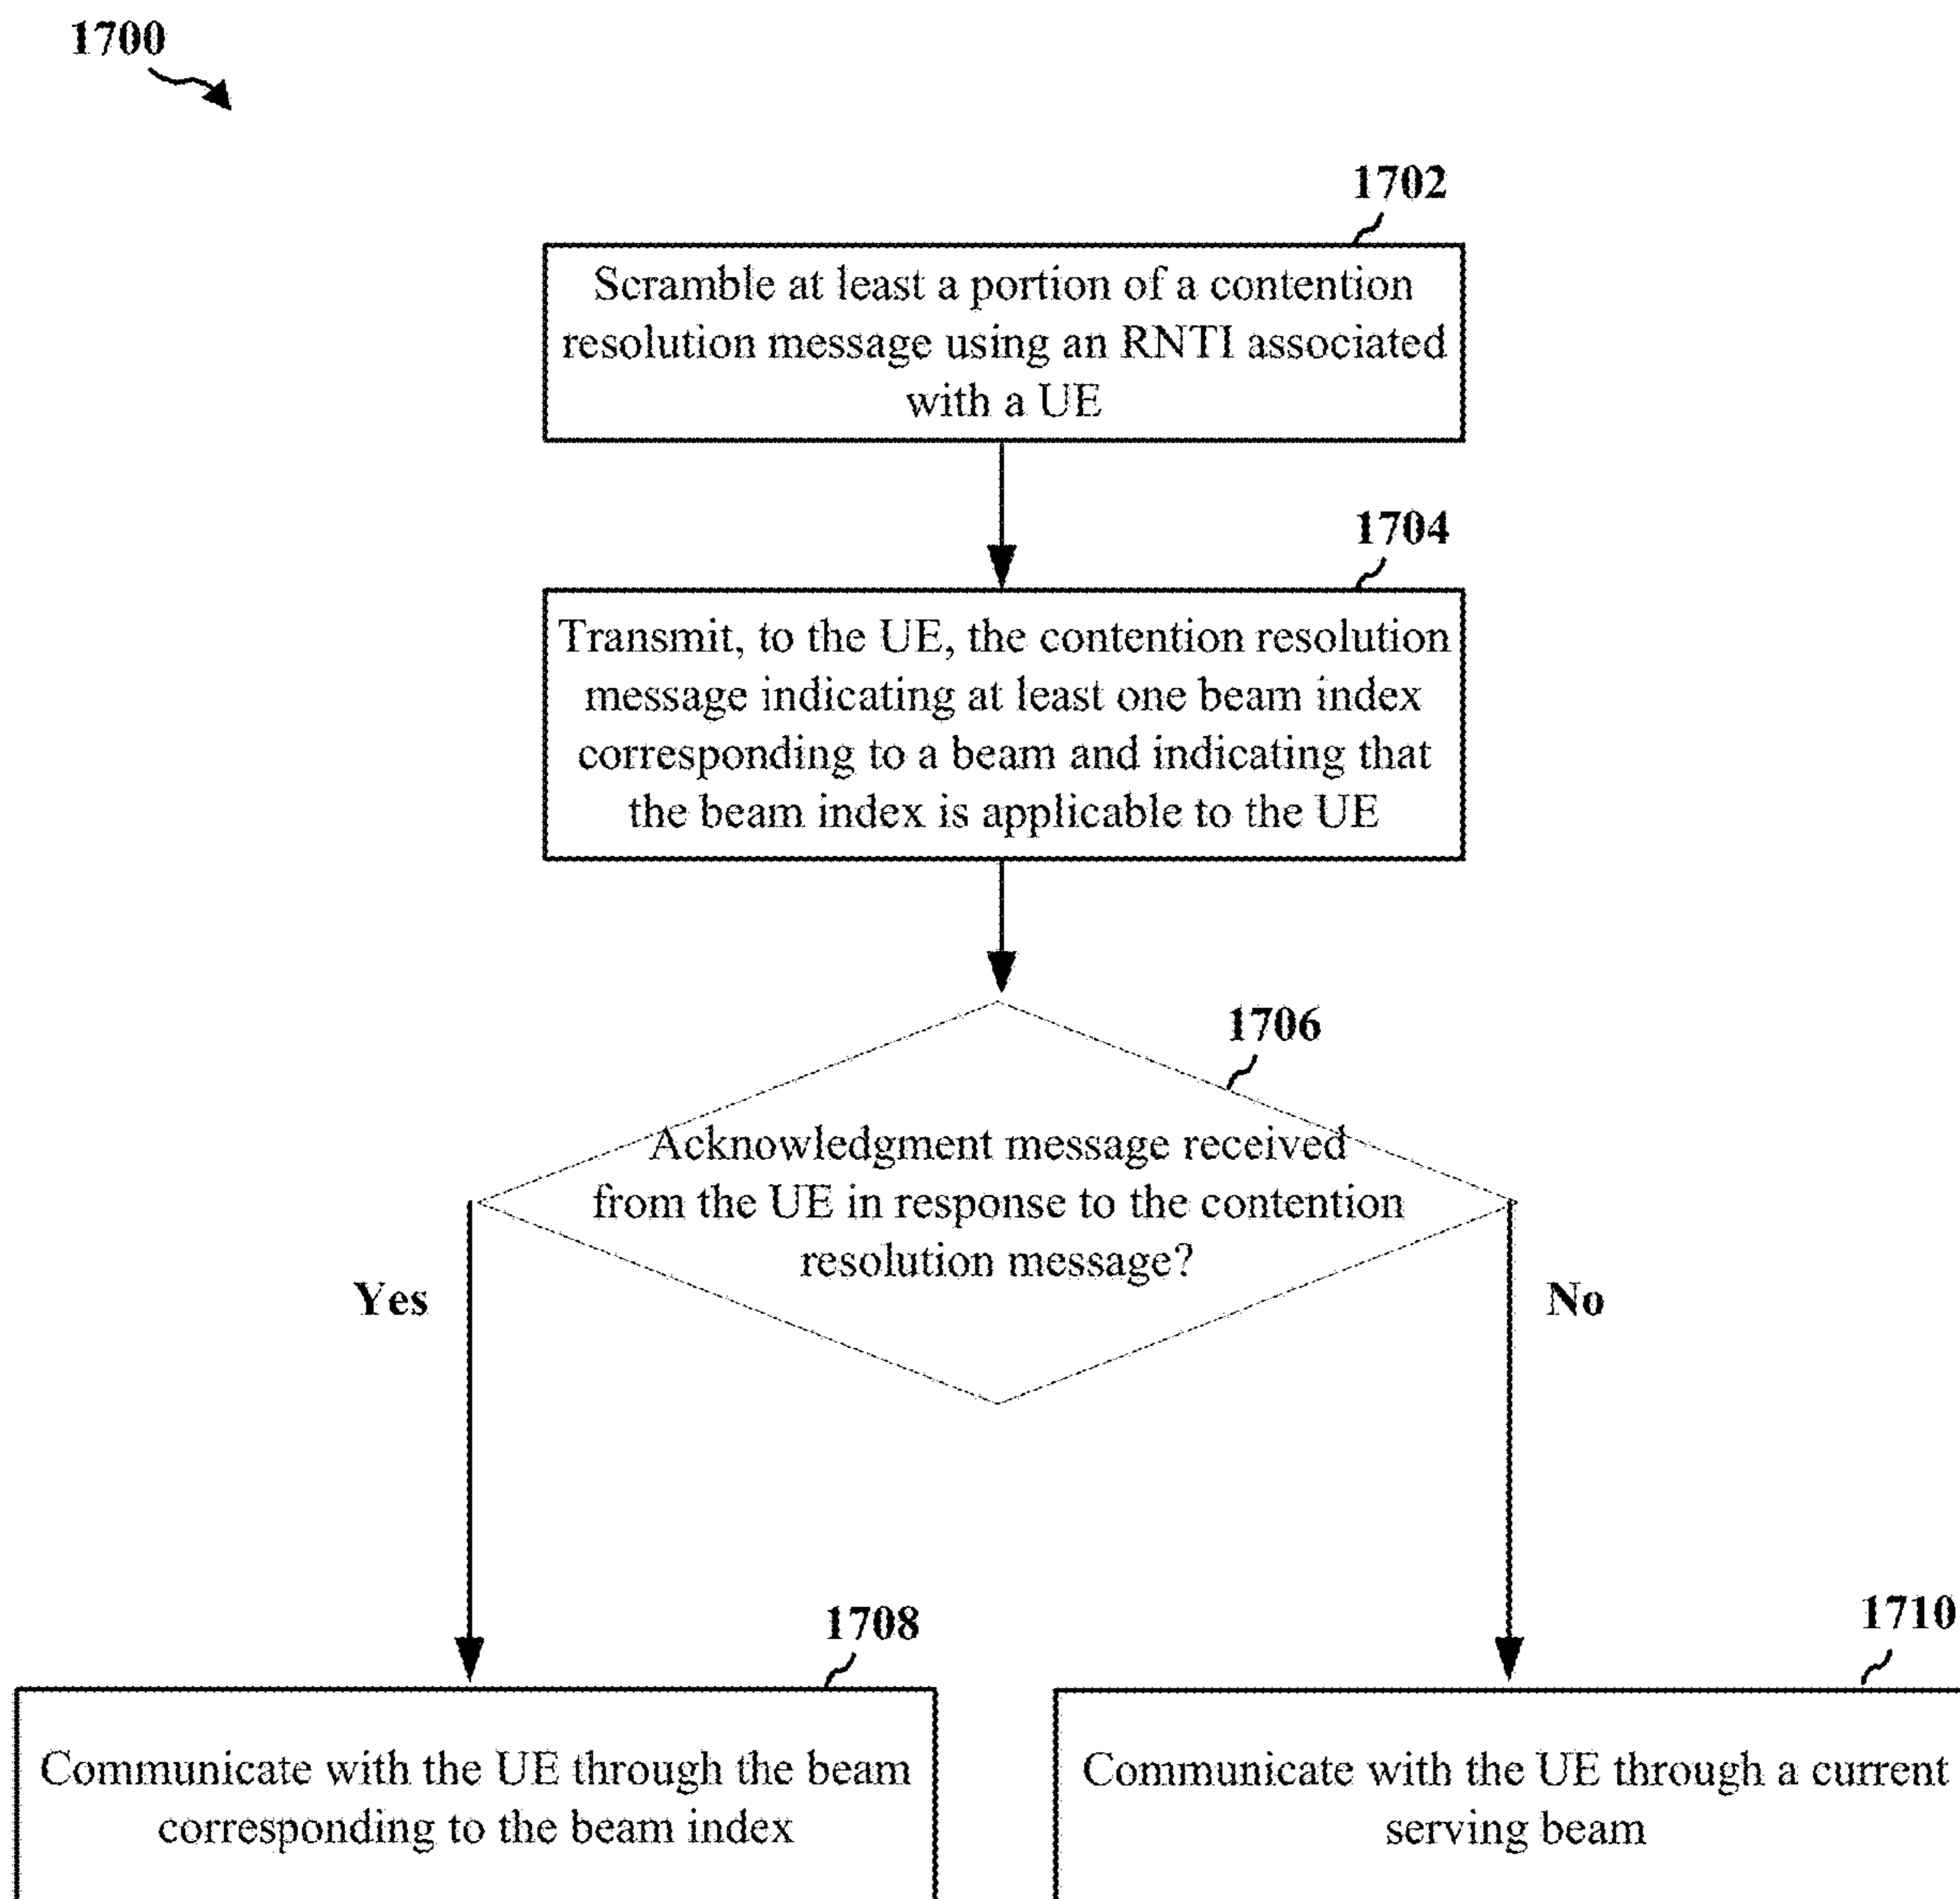 1700
1702
Scramble at least a portion of a contention
resolution message using an RNTI associated
with a UE
1704
Transmit, to the UE, the contention resolution
message indicating at least one beam index
corresponding to a beam and indicating that
the beam index is applicable to the UE
1706
Acknowledgment message received
from the UE in response to the contention
resolution message?
Yes
No
1708
Communicate with the UE through the beam
corresponding to the beam index
1710
Communicate with the UE through a current
serving beam